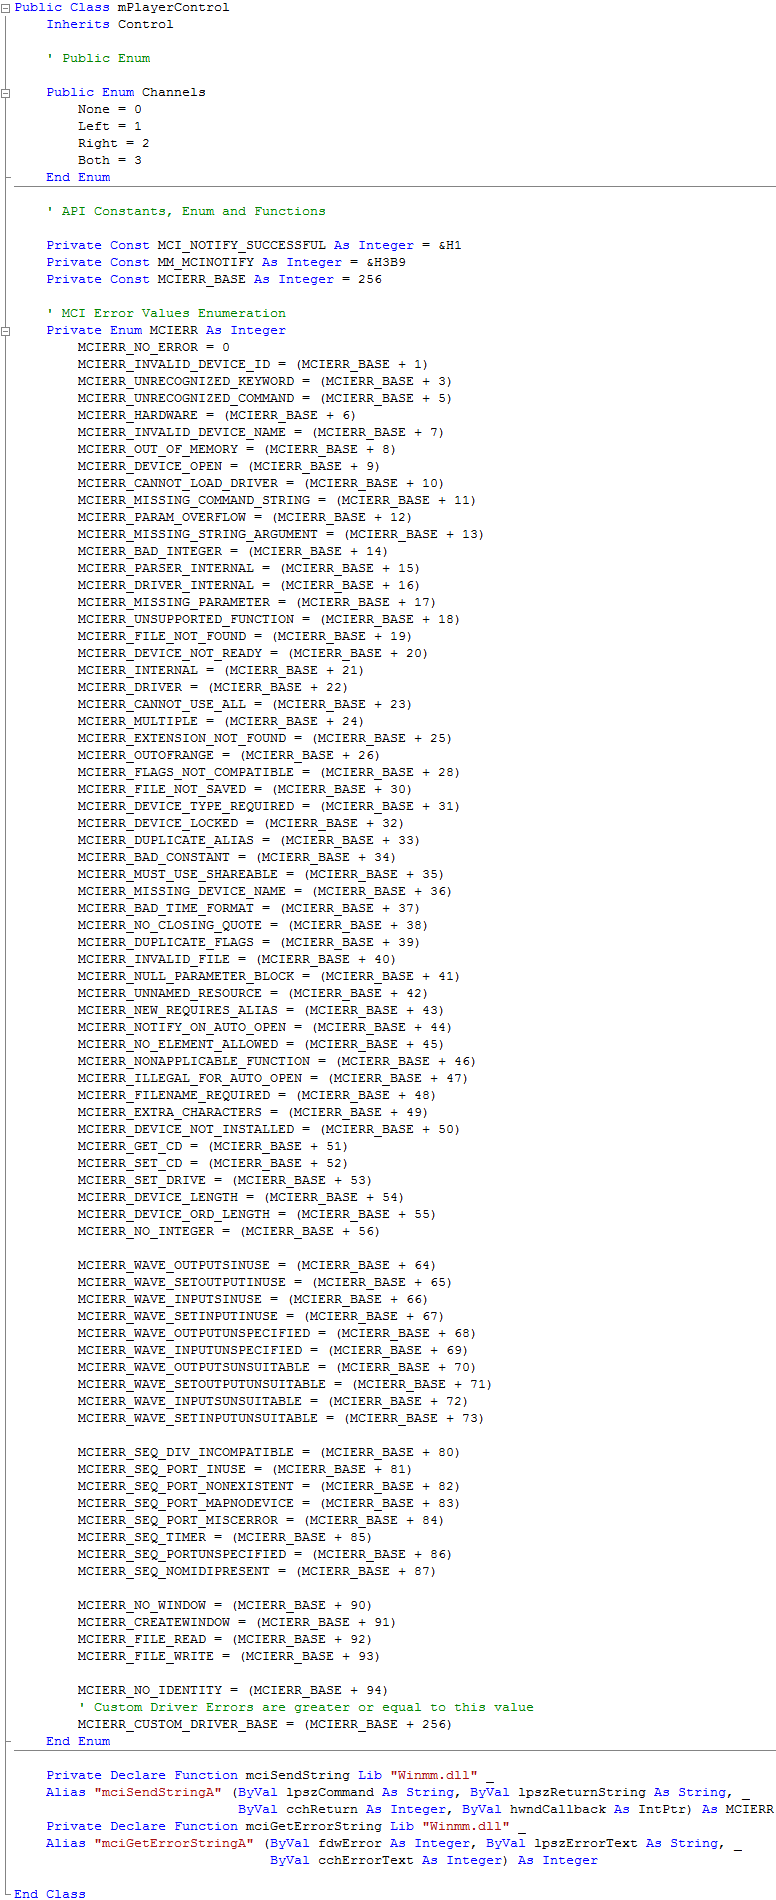 Public Class mPlayerControl
Inherits Control
' Public Enum
Public Enum Channels
None = 0
Left = 1
Right = 2
Both = 3
End Enum
' API Constants, Enum and Functions
Private Const MCI_NOTIFY_SUCCESSFUL As Integer = &H1
Private Const MM_MCINOTIFY As Integer = &H3B9
Private Const MCIERR_BASE As Integer = 256
' MCI Error Values Enumeration
Private Enum MCIERR As Integer
MCIERR_NO_ERROR = 0
MCIERR_INVALID_DEVICE_ID = (MCIERR_BASE + 1)
MCIERR_UNRECOGNIZED_KEYWORD = (MCIERR_BASE + 3)
MCIERR_UNRECOGNIZED_COMMAND = (MCIERR_BASE + 5)
MCIERR_HARDWARE = (MCIERR_BASE + 6)
MCIERR_INVALID_DEVICE_NAME = (MCIERR_BASE + 7)
MCIERR_OUT_OF_MEMORY = (MCIERR_BASE + 8)
MCIERR_DEVICE_OPEN = (MCIERR_BASE + 9)
MCIERR_CANNOT_LOAD_DRIVER = (MCIERR_BASE + 10)
MCIERR_MISSING_COMMAND_STRING = (MCIERR_BASE + 11)
MCIERR_PARAM_OVERFLOW = (MCIERR_BASE + 12)
MCIERR_MISSING_STRING_ARGUMENT = (MCIERR_BASE + 13)
MCIERR_BAD_INTEGER = (MCIERR_BASE + 14)
MCIERR_PARSER_INTERNAL = (MCIERR_BASE + 15)
MCIERR_DRIVER_INTERNAL = (MCIERR_BASE + 16)
MCIERR_MISSING_PARAMETER = (MCIERR_BASE + 17)
MCIERR_UNSUPPORTED_FUNCTION = (MCIERR_BASE + 18)
MCIERR_FILE_NOT_FOUND = (MCIERR_BASE + 19)
MCIERR_DEVICE_NOT_READY = (MCIERR_BASE + 20)
MCIERR_INTERNAL = (MCIERR_BASE + 21)
MCIERR_DRIVER = (MCIERR_BASE + 22)
MCIERR_CANNOT_USE_ALL = (MCIERR_BASE + 23)
MCIERR_MULTIPLE = (MCIERR_BASE + 24)
MCIERR_EXTENSION_NOT_FOUND = (MCIERR_BASE + 25)
MCIERR_OUTOFRANGE = (MCIERR_BASE + 26)
MCIERR_FLAGS_NOT_COMPATIBLE = (MCIERR_BASE + 28)
MCIERR_FILE_NOT_SAVED = (MCIERR_BASE + 30)
MCIERR_DEVICE_TYPE_REQUIRED = (MCIERR_BASE + 31)
MCIERR_DEVICE_LOCKED = (MCIERR_BASE + 32)
MCIERR_DUPLICATE_ALIAS = (MCIERR_BASE + 33)
MCIERR_BAD_CONSTANT = (MCIERR_BASE + 34)
MCIERR_MUST_USE_SHAREABLE = (MCIERR_BASE + 35)
MCIERR_MISSING_DEVICE_NAME = (MCIERR_BASE + 36)
MCIERR_BAD_TIME_FORMAT = (MCIERR_BASE + 37)
MCIERR_NO_CLOSING_QUOTE = (MCIERR_BASE + 38)
MCIERR_DUPLICATE_FLAGS = (MCIERR_BASE + 39)
MCIERR_INVALID_FILE = (MCIERR_BASE + 40)
MCIERR_NULL_PARAMETER_BLOCK = (MCIERR_BASE + 41)
MCIERR_UNNAMED_RESOURCE = (MCIERR_BASE + 42)
MCIERR_NEW_REQUIRES_ALIAS = (MCIERR_BASE + 43)
MCIERR_NOTIFY_ON_AUTO_OPEN = (MCIERR_BASE + 44)
MCIERR_NO_ELEMENT_ALLOWED = (MCIERR_BASE + 45)
MCIERR_NONAPPLICABLE_FUNCTION = (MCIERR_BASE + 46)
MCIERR_ILLEGAL_FOR_AUTO_OPEN = (MCIERR_BASE + 47)
MCIERR_FILENAME_REQUIRED = (MCIERR_BASE + 48)
MCIERR_EXTRA_CHARACTERS = (MCIERR_BASE + 49)
MCIERR_DEVICE_NOT_INSTALLED = (MCIERR_BASE + 50)
MCIERR_GET_CD = (MCIERR_BASE + 51)
MCIERR_SET_CD = (MCIERR_BASE + 52)
MCIERR_SET_DRIVE = (MCIERR_BASE + 53)
MCIERR_DEVICE_LENGTH = (MCIERR_BASE + 54)
MCIERR_DEVICE_ORD_LENGTH = (MCIERR_BASE + 55)
MCIERR_NO_INTEGER = (MCIERR_BASE + 56)
MCIERR_WAVE_OUTPUTSINUSE = (MCIERR_BASE + 64)
MCIERR_WAVE_SETOUTPUTINUSE = (MCIERR_BASE + 65)
MCIERR_WAVE_INPUTSINUSE = (MCIERR_BASE + 66)
MCIERR_WAVE_SETINPUTINUSE = (MCIERR_BASE + 67)
MCIERR_WAVE_OUTPUTUNSPECIFIED = (MCIERR_BASE + 68)
MCIERR_WAVE_INPUTUNSPECIFIED = (MCIERR_BASE + 69)
MCIERR_WAVE_OUTPUTSUNSUITABLE = (MCIERR_BASE + 70)
MCIERR_WAVE_SETOUTPUTUNSUITABLE = (MCIERR_BASE + 71)
MCIERR_WAVE_INPUTSUNSUITABLE = (MCIERR_BASE + 72)
MCIERR_WAVE_SETINPUTUNSUITABLE = (MCIERR_BASE + 73)
MCIERR_SEQ_DIV_INCOMPATIBLE = (MCIERR_BASE + 80)
MCIERR_SEQ_PORT_INUSE = (MCIERR_BASE + 81)
MCIERR_SEQ_PORT_NONEXISTENT = (MCIERR_BASE + 82)
MCIERR_SEQ_PORT_MAPNODEVICE = (MCIERR_BASE + 83)
MCIERR_SEQ_PORT_MISCERROR = (MCIERR_BASE + 84)
MCIERR_SEQ_TIMER = (MCIERR_BASE + 85)
MCIERR_SEQ_PORTUNSPECIFIED = (MCIERR_BASE + 86)
MCIERR_SEQ_NOMIDIPRESENT = (MCIERR_BASE + 87)
MCIERR_NO_WINDOW = (MCIERR_BASE + 90)
MCIERR_CREATEWINDOW = (MCIERR_BASE + 91)
MCIERR_FILE_READ = (MCIERR_BASE + 92)
MCIERR_FILE_WRITE = (MCIERR_BASE + 93)
MCIERR_NO_IDENTITY = (MCIERR_BASE + 94)
' Custom Driver Errors are greater or equal to this value
MCIERR_CUSTOM_DRIVER_BASE = (MCIERR_BASE + 256)
End Enum
Private Declare Function mciSendString Lib "Winmm.dll" _
Alias "mciSendStringA" (ByVal lpszCommand As String, ByVal lpszReturnString As String, _
ByVal cchReturn As Integer, ByVal hwndCallback As IntPtr) As MCIERR
Private Declare Function mciGetErrorString Lib "Winmm.dll" _
Alias "mciGetErrorStringA" (ByVal fdwError As Integer, ByVal lpszErrorText As String, _
ByVal cchErrorText As Integer) As Integer
End Class